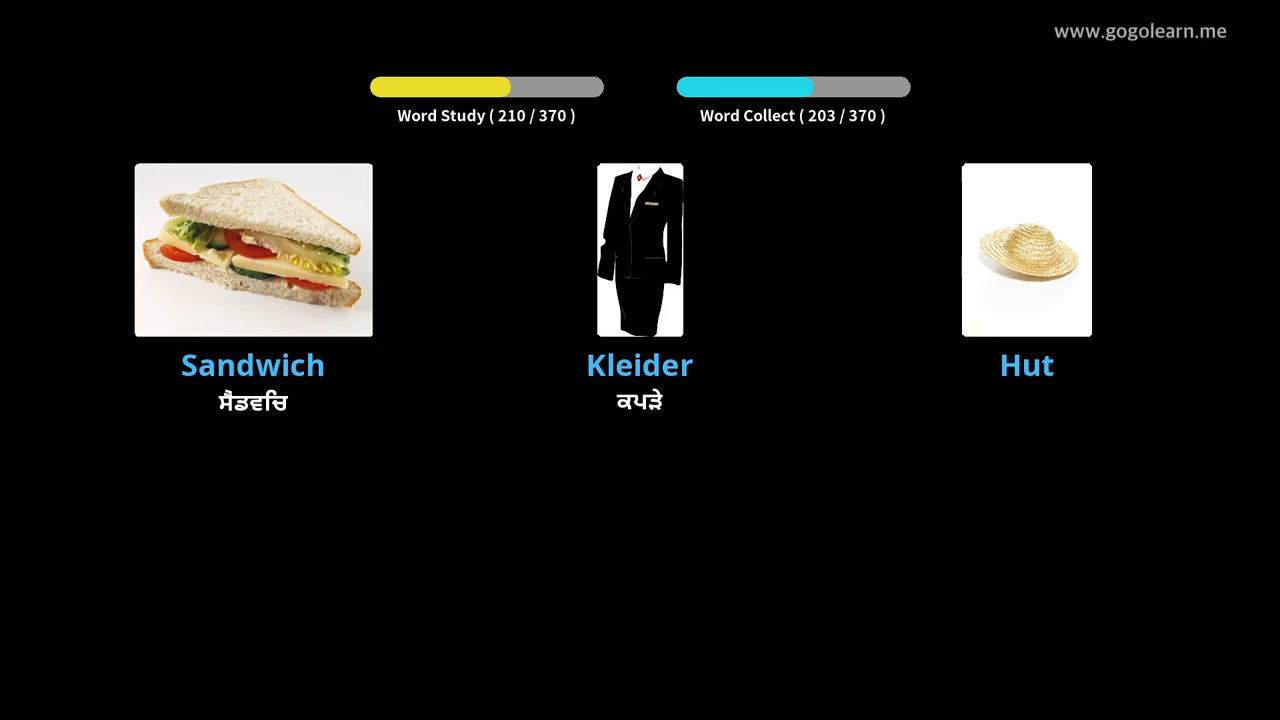 www.gogolearn.me
Word Study ( 210 / 370 )
Word Collect ( 203 / 370 )
Sandwich
Kleider
Hut
ਸੈਂਡਵਿਚ
ਕਪੜੇ